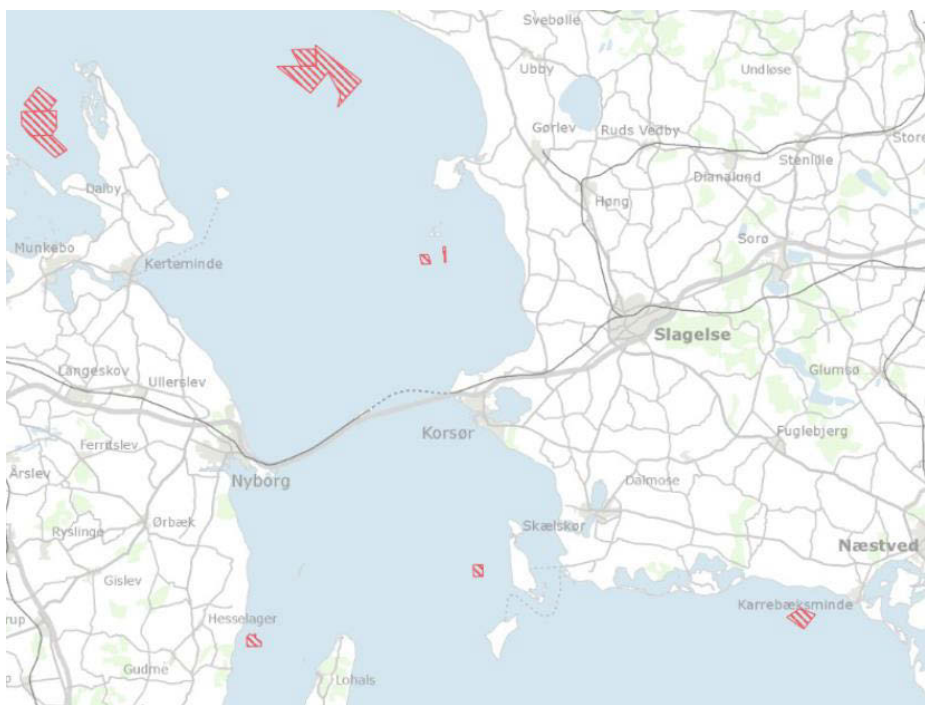 Svebølle
Ubby
Undløse
Gørlev
Ruds Vedby
Store
Stenlille
Dianalund
Dalby
Høng
Munkebo
Sorø
Kerteminde
Slagelse
Langeskov
Ullerslev
Glumsø
Korsør
Ferritslev
Fuglebjerg
Årslev
Nyborg
Dalmose
Ørbæk
Skælskør
Ryslinge
Næstved
Gislev
Karrebæksminde
Hesselager
rup
Gudme
Lohals